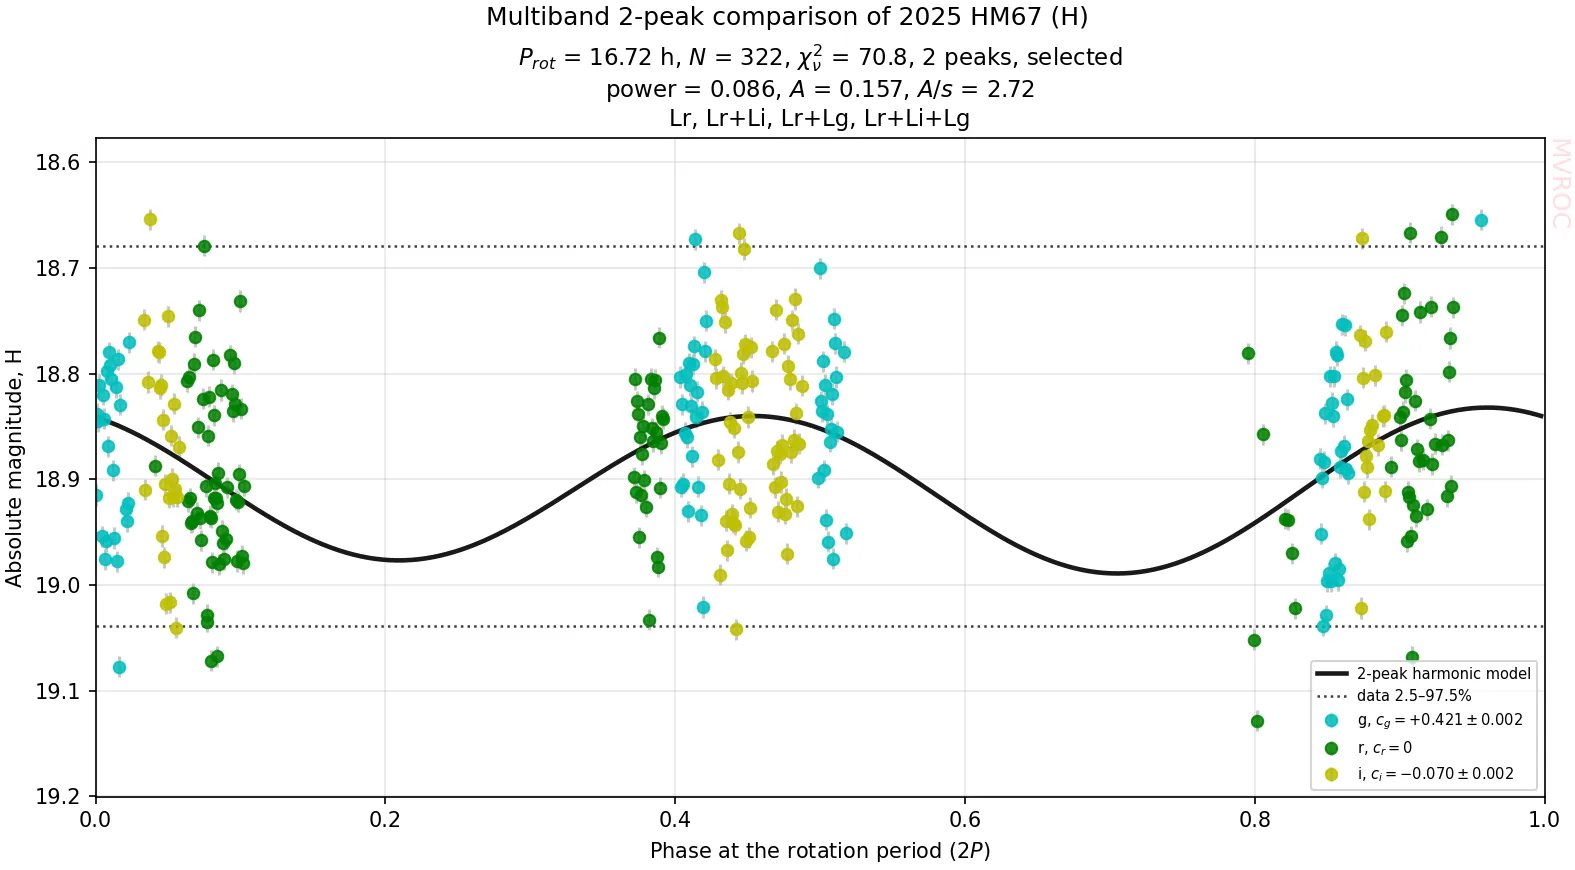 Multiband 2-peak comparison of 2025 HM67 (H)
P_rot = 16.72 h, N = 322, χ²_ν = 70.8, 2 peaks, selected
power = 0.086, A = 0.157, A/s = 2.72
Lr, Lr+Li, Lr+Lg, Lr+Li+Lg
MVROC
Absolute magnitude, H
18.6
18.7
18.8
18.9
19.0
19.1
19.2
2-peak harmonic model
data 2.5–97.5%
g, c_g = +0.421 ± 0.002
r, c_r = 0
i, c_i = −0.070 ± 0.002
0.0 0.2 0.4 0.6 0.8 1.0
Phase at the rotation period (2P)